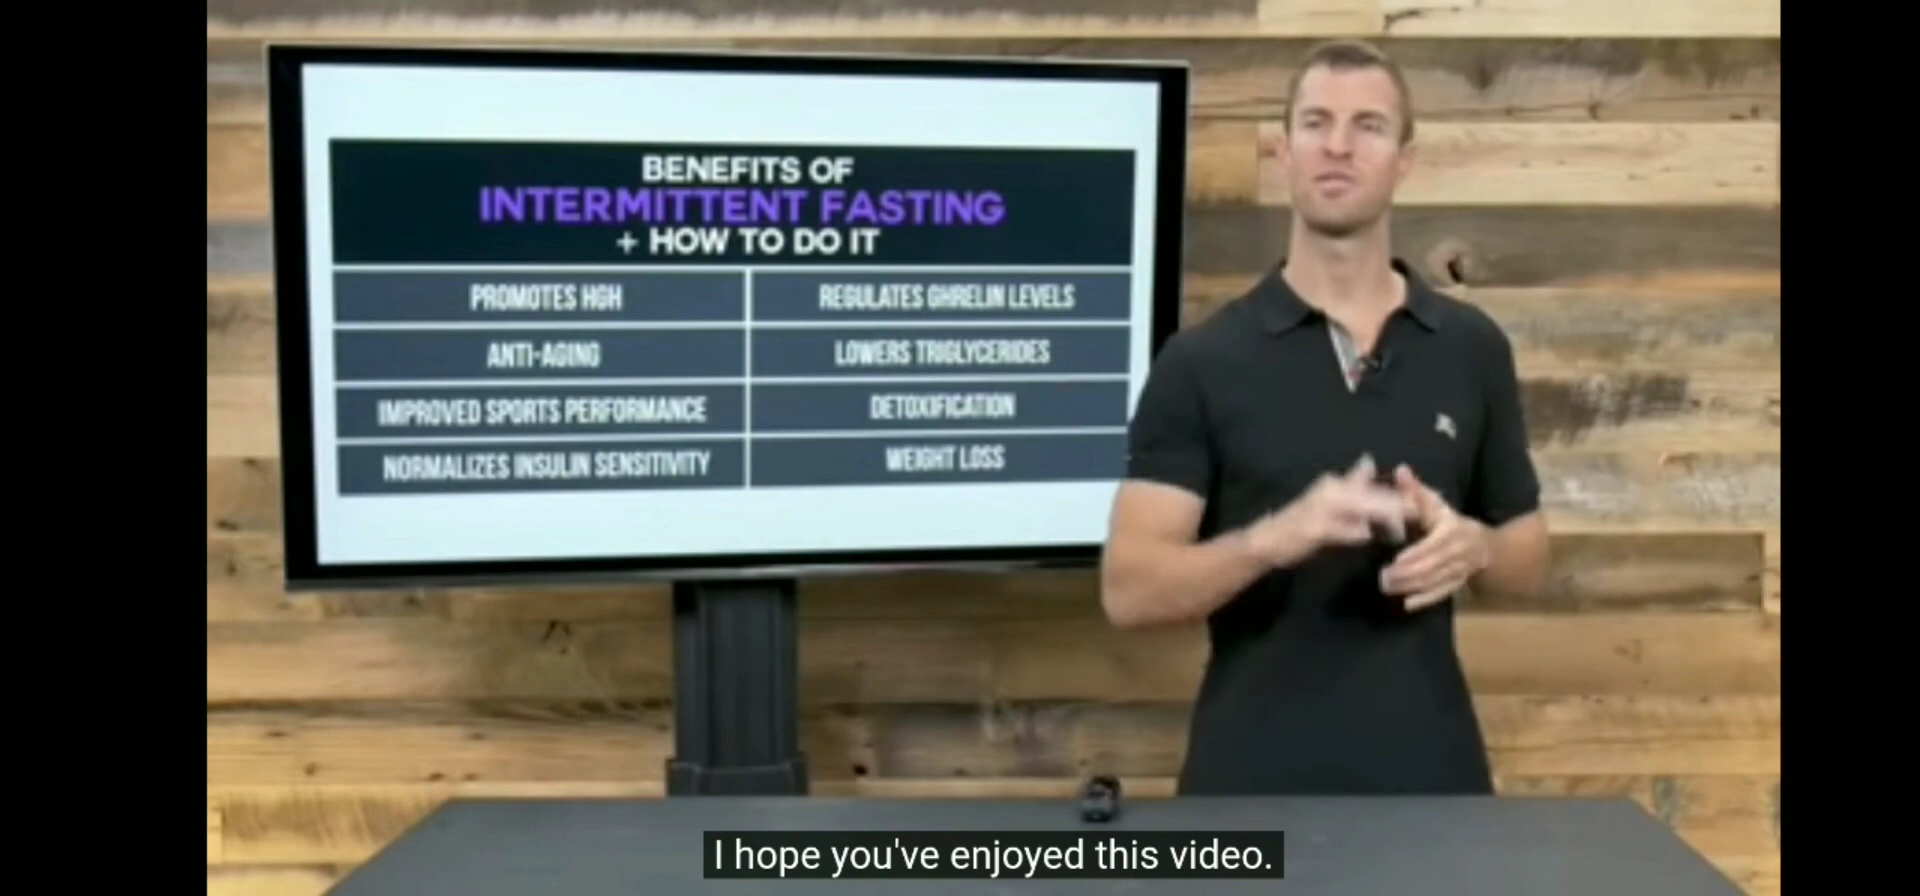 BENEFITS OF
INTERMITTENT FASTING
+ HOW TO DO IT
PROMOTES HGH
REGULATES GHRELIN LEVELS
ANTI-AGING
LOWERS TRIGLYCERIDES
IMPROVED SPORTS PERFORMANCE
DETOXIFICATION
NORMALIZES INSULIN SENSITIVITY
WEIGHT LOSS
I hope you've enjoyed this video.